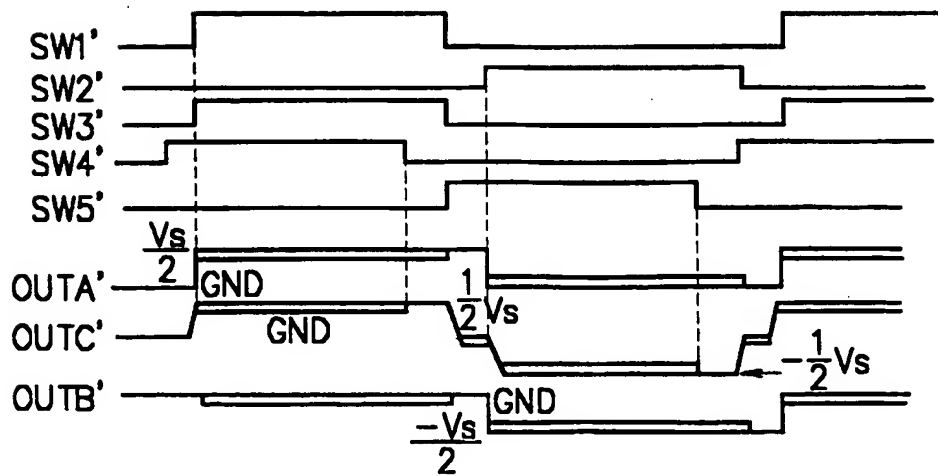 SW1'
SW2'
SW3'
SW4'
SW5'
Vs/2
OUTA'
GND
1/2 Vs
OUTC'
GND
-1/2 Vs
OUTB'
GND
-Vs/2